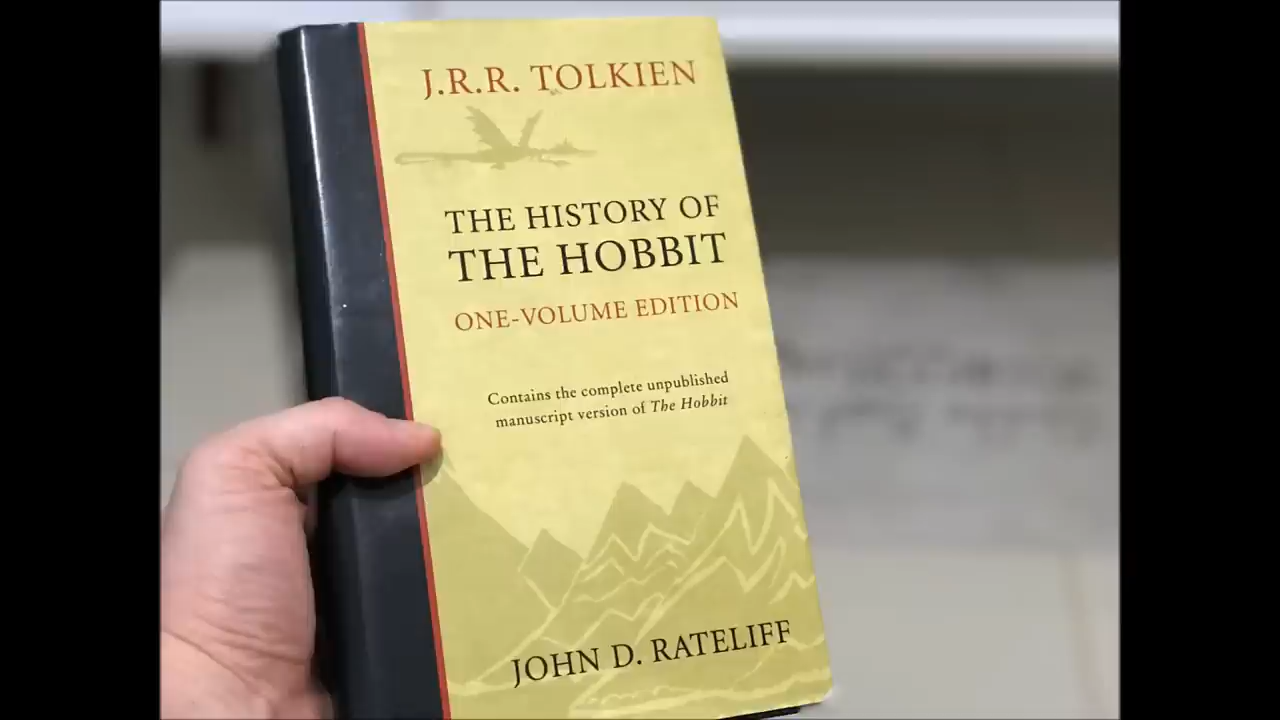 J.R.R. TOLKIEN
THE HISTORY OF
THE HOBBIT
ONE-VOLUME EDITION
Contains the complete unpublished
manuscript version of The Hobbit
JOHN D. RATELIFF